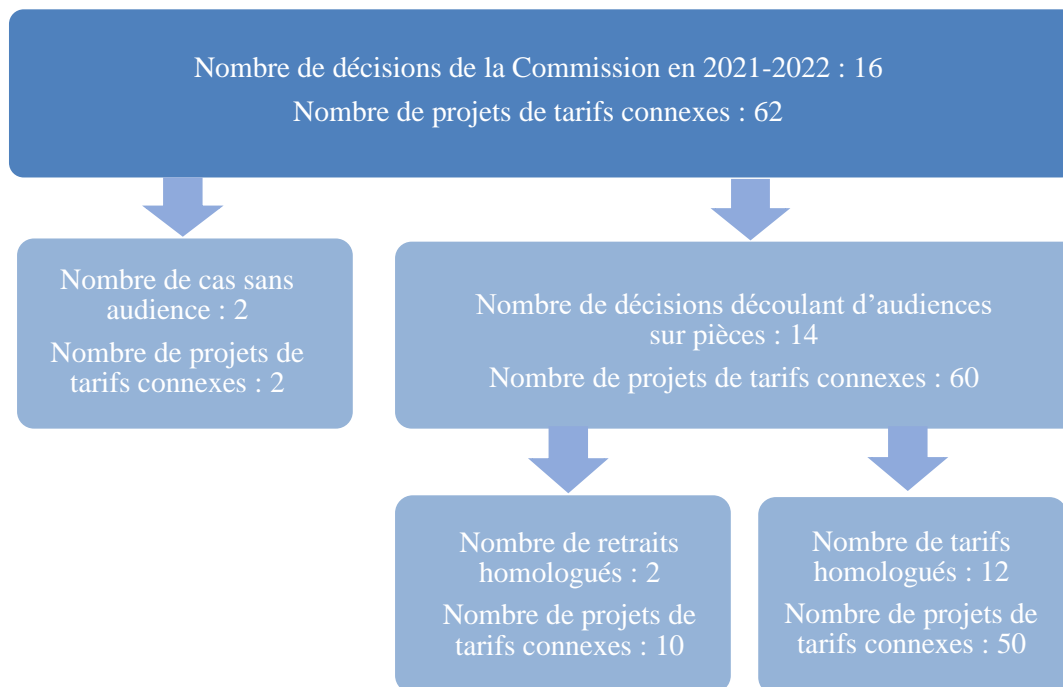 Nombre de décisions de la Commission en 2021-2022 : 16
Nombre de projets de tarifs connexes : 62
Nombre de cas sans
audience : 2
Nombre de projets de
tarifs connexes : 2
Nombre de décisions découlant d’audiences
sur pièces : 14
Nombre de projets de tarifs connexes : 60
Nombre de retraits
homologués : 2
Nombre de projets de
tarifs connexes : 10
Nombre de tarifs
homologués : 12
Nombre de projets de
tarifs connexes : 50